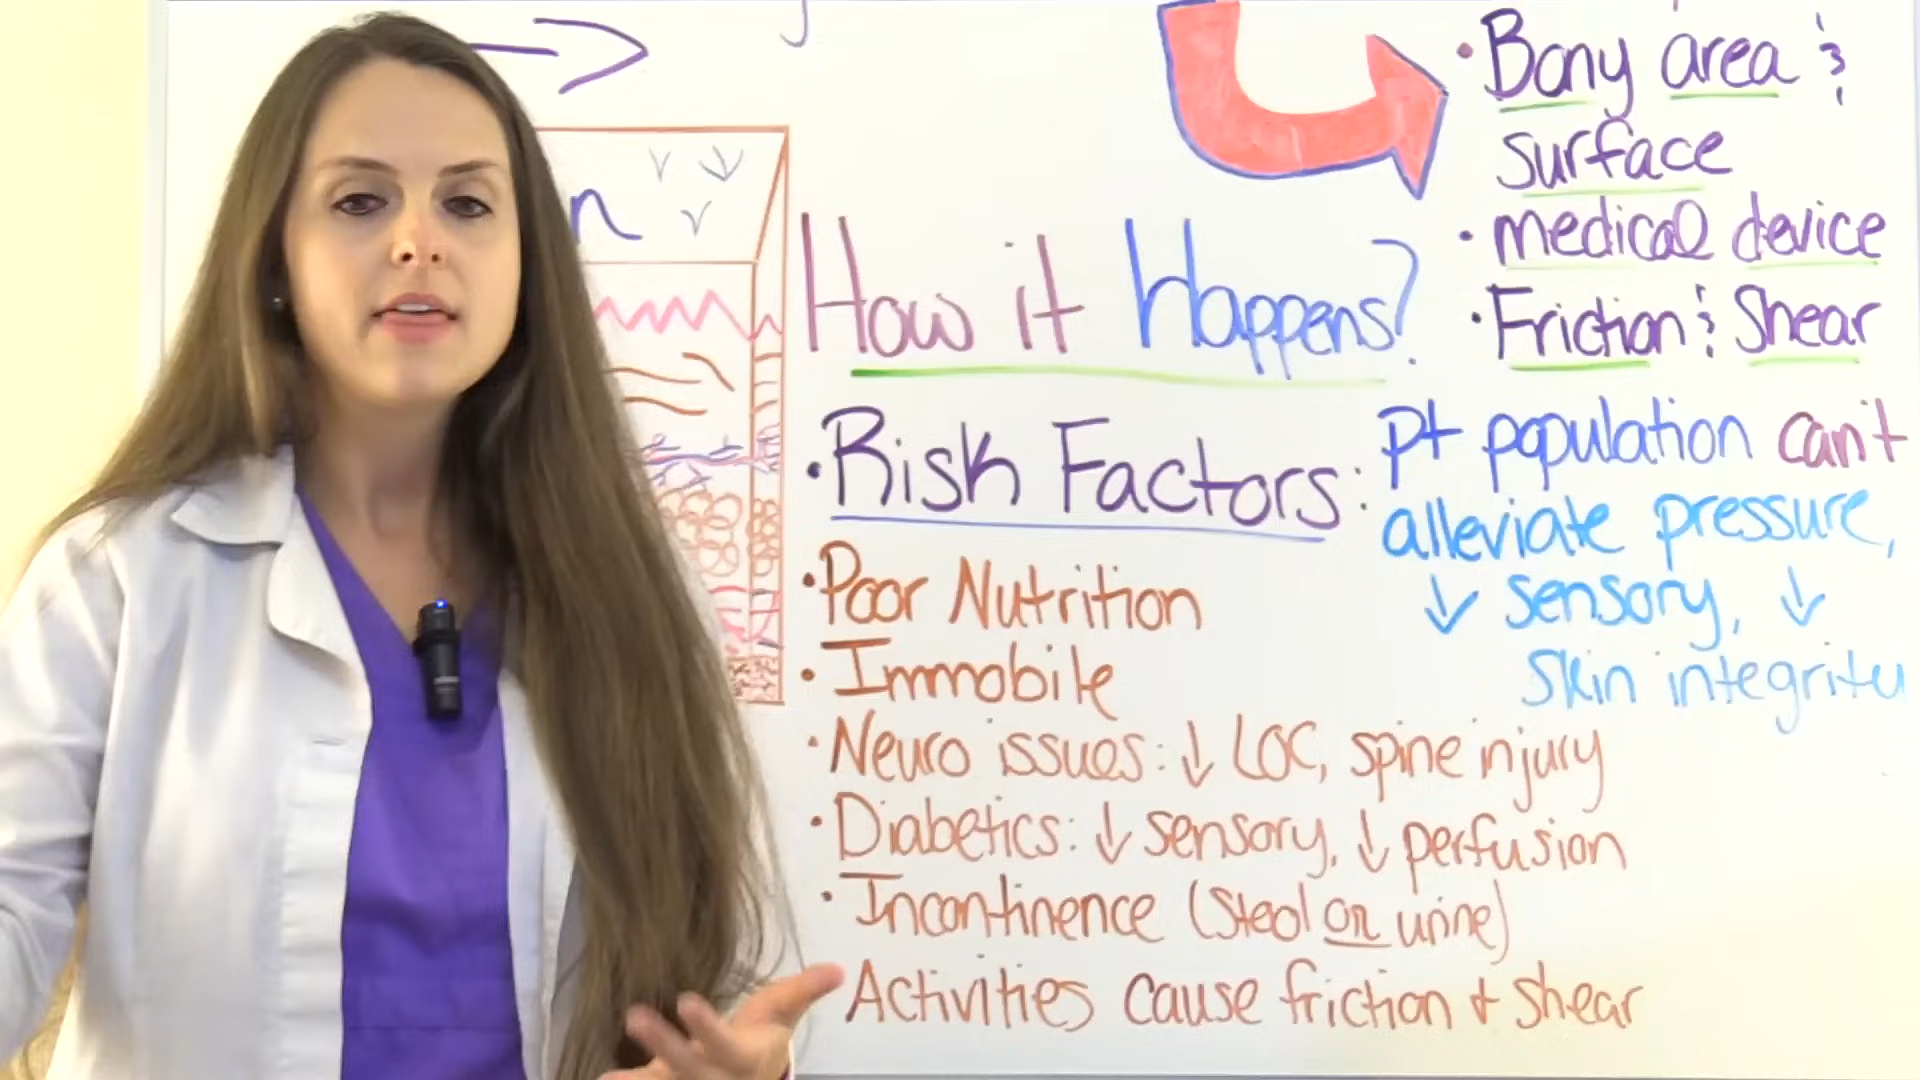 • Bony area &
surface
• medical device
• Friction & Shear
How it Happens?
• Risk Factors: pt population can't
alleviate pressure,
↓ sensory, ↓
skin integrity
• Poor Nutrition
• Immobile
• Neuro issues: ↓ LOC, spine injury
• Diabetics: ↓ sensory, ↓ perfusion
• Incontinence (stool or urine)
Activities cause friction + shear